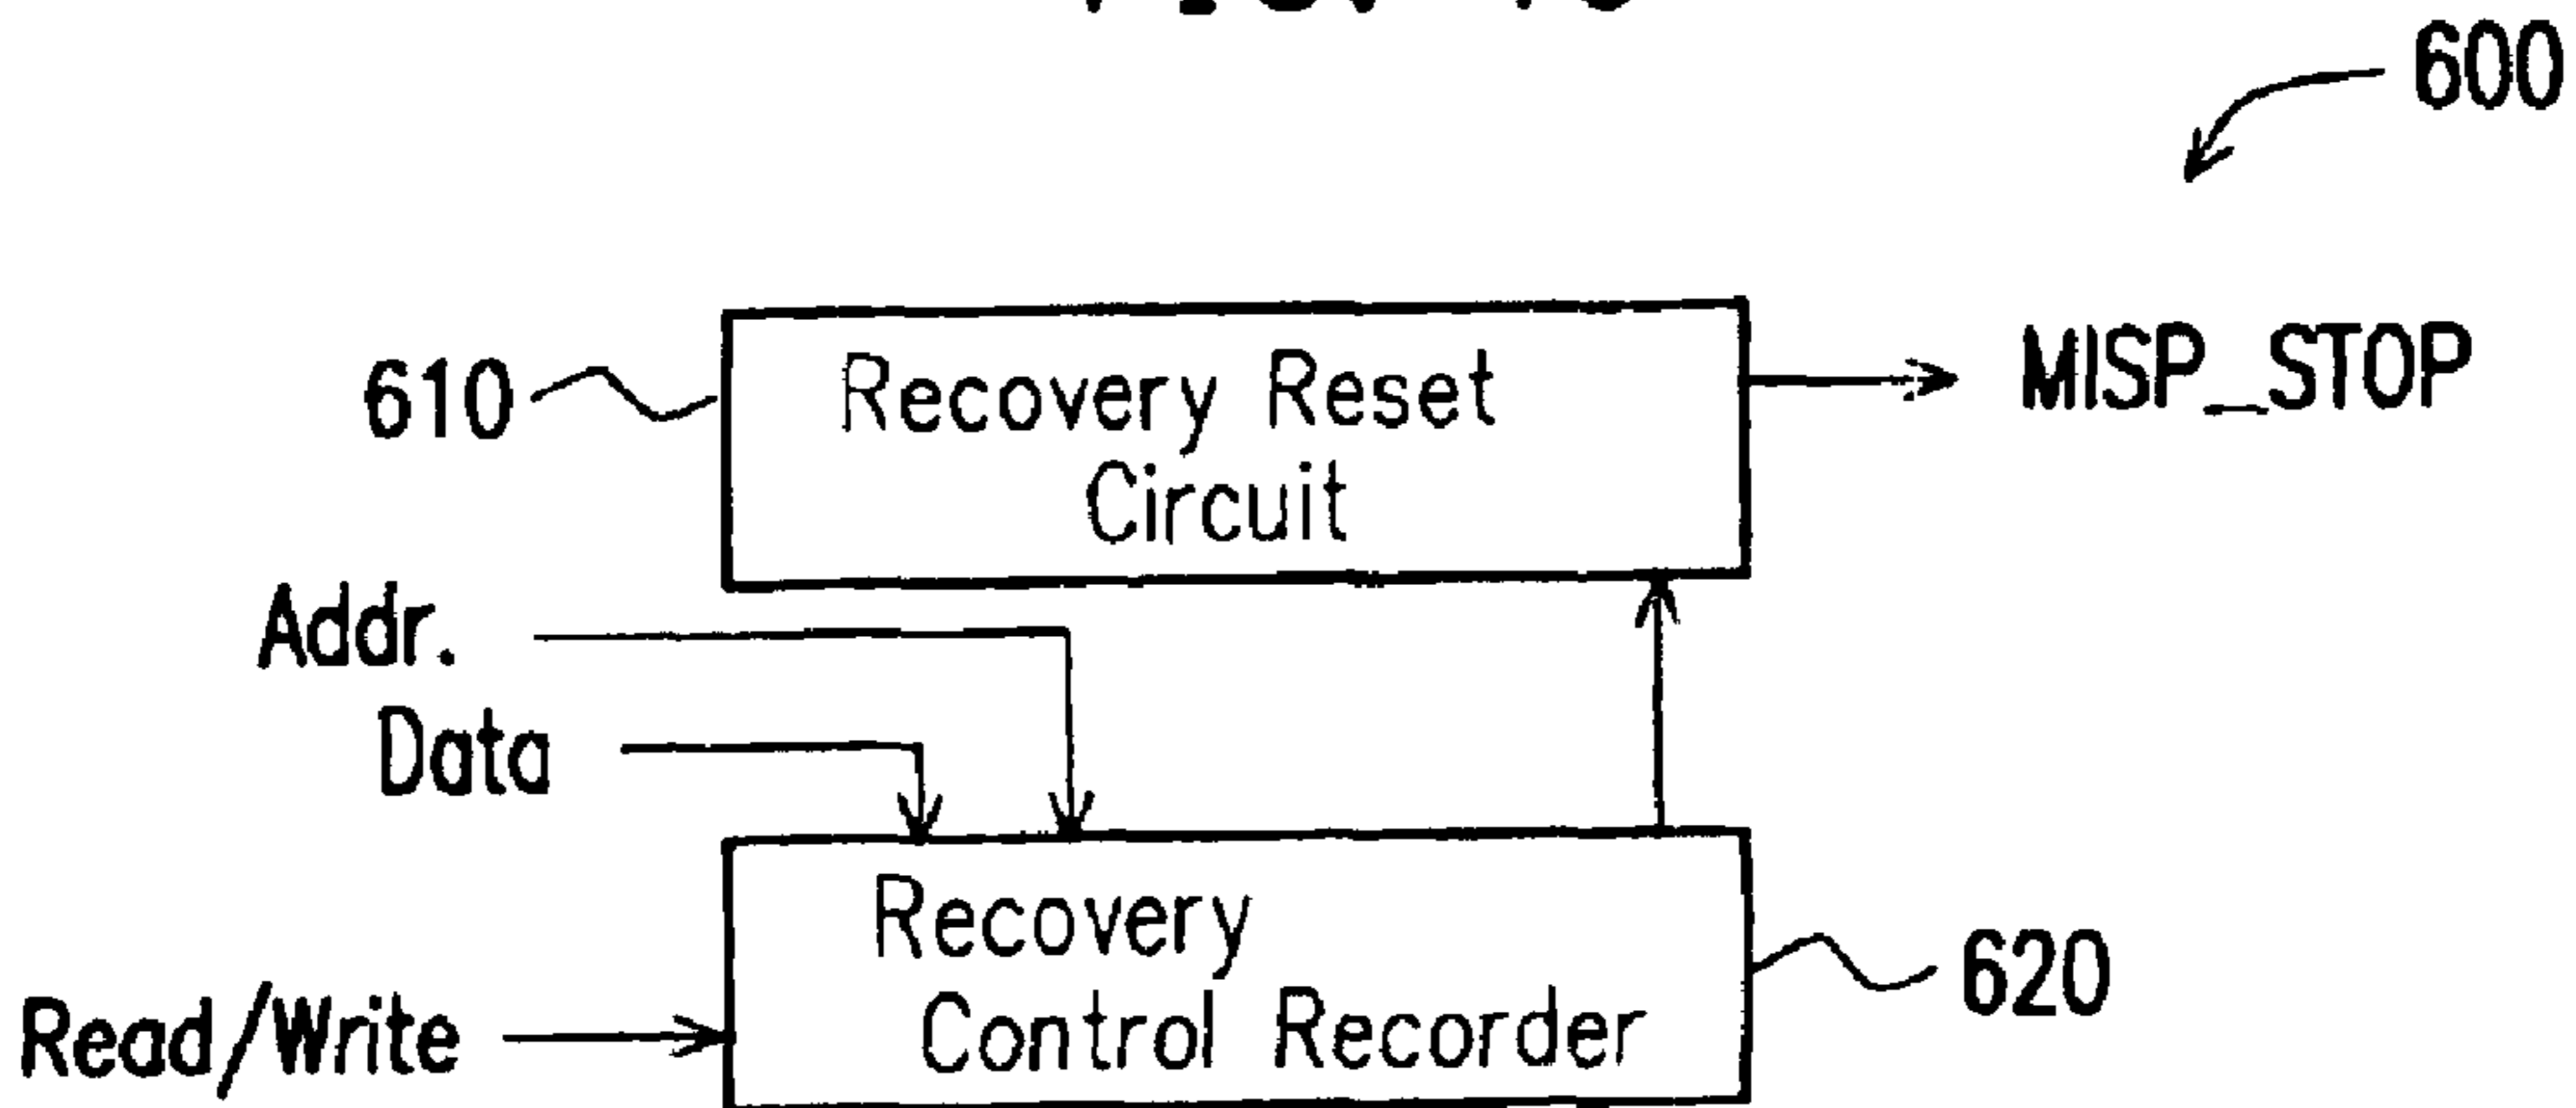 600
610
Recovery Reset
Circuit
MISP_STOP
Addr.
Data
Recovery
Control Recorder
620
Read/Write